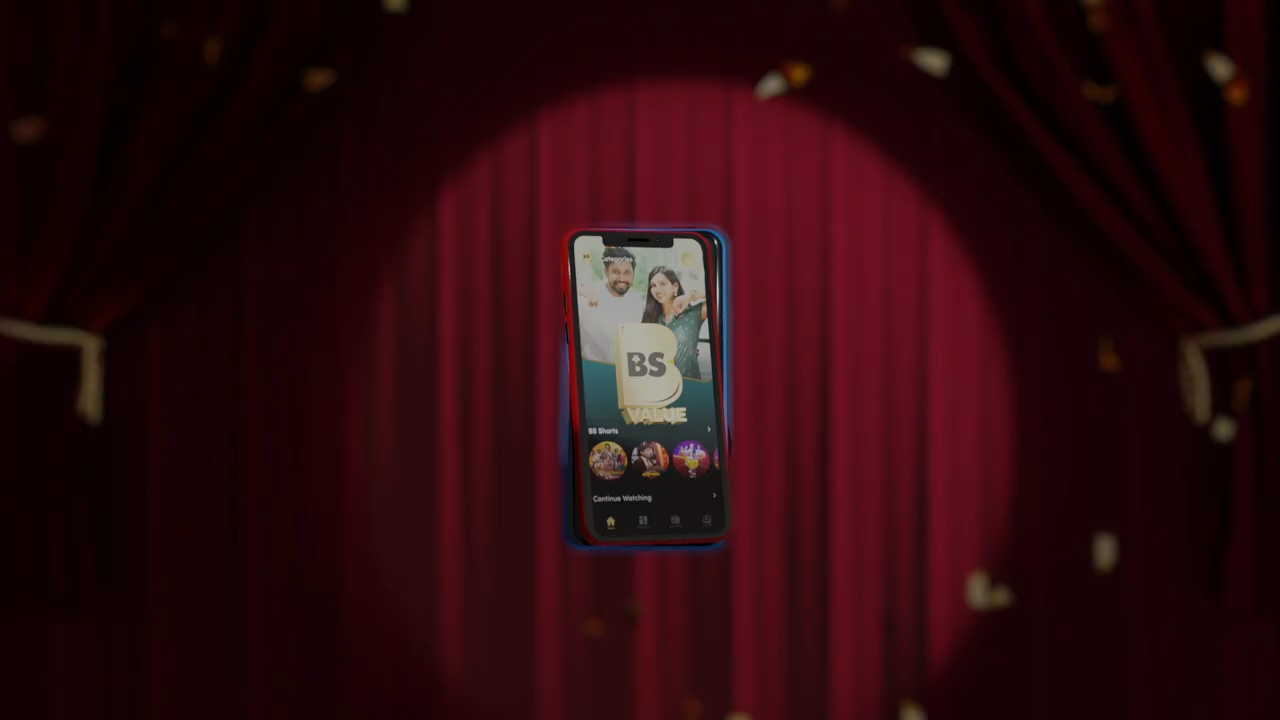 Categories
BS
VALUE
BS Shorts
Continue Watching